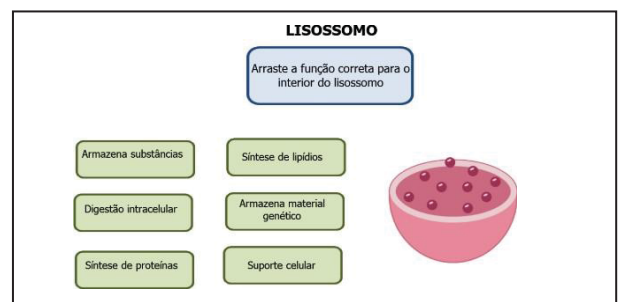 LISOSSOMO
Arraste a função correta para o
interior do lisossomo
Armazena substâncias
Síntese de lipídios
Digestão intracelular
Armazena material
genético
Síntese de proteínas
Suporte celular